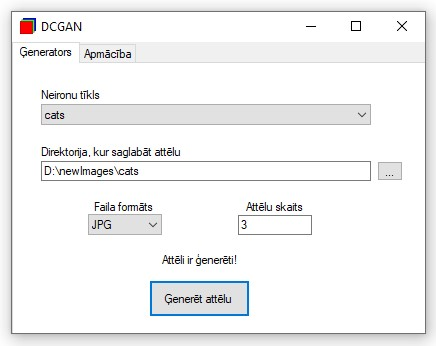 DCGAN
Ģenerators
Apmācība
Neironu tīkls
cats
Direktorija, kur saglabāt attēlu
D:\newImages\cats
...
Faila formāts
Attēlu skaits
JPG
3
Attēli ir ģenerēti!
Ģenerēt attēlu